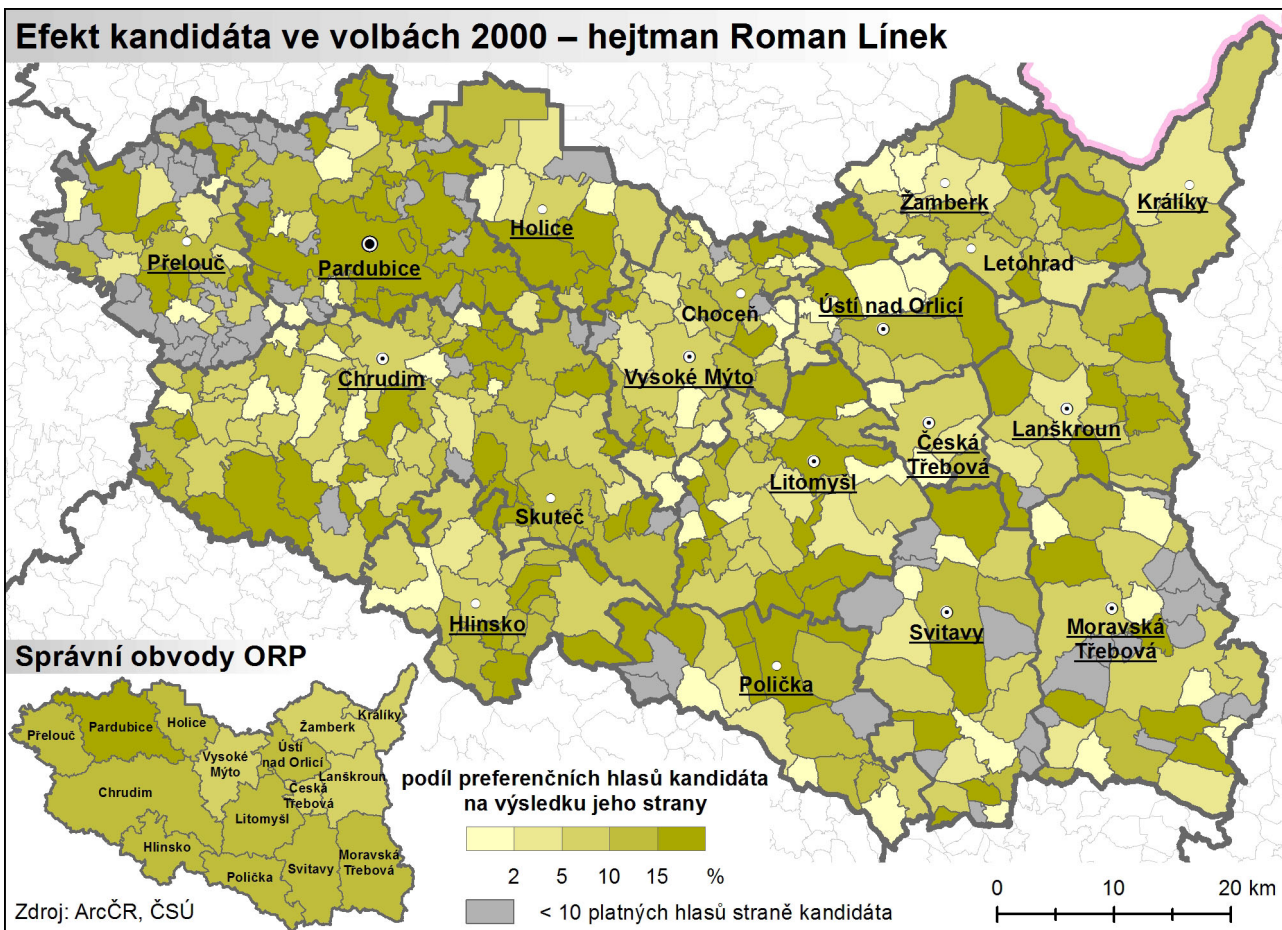 Efekt kandidáta ve volbách 2000 – hejtman Roman Línek
Žamberk
Králíky
Holice
Přelouč
Pardubice
Letohrad
Choceň
Ústí nad Orlicí
Chrudim
Vysoké Mýto
Lanškroun
Česká
Třebová
Litomyšl
Skuteč
Hlinsko
Svitavy
Moravská
Třebová
Polička
Správní obvody ORP
Králíky
Pardubice
Holice
Žamberk
Přelouč
Ústí
nad Orlicí
Vysoké
Mýto
Lanškroun
Chrudim
Česká
Třebová
Litomyšl
Hlinsko
Moravská
Třebová
Svitavy
Polička
podíl preferenčních hlasů kandidáta
na výsledku jeho strany
2 5 10 15 %
< 10 platných hlasů straně kandidáta
0 10 20 km
Zdroj: ArcČR, ČSÚ